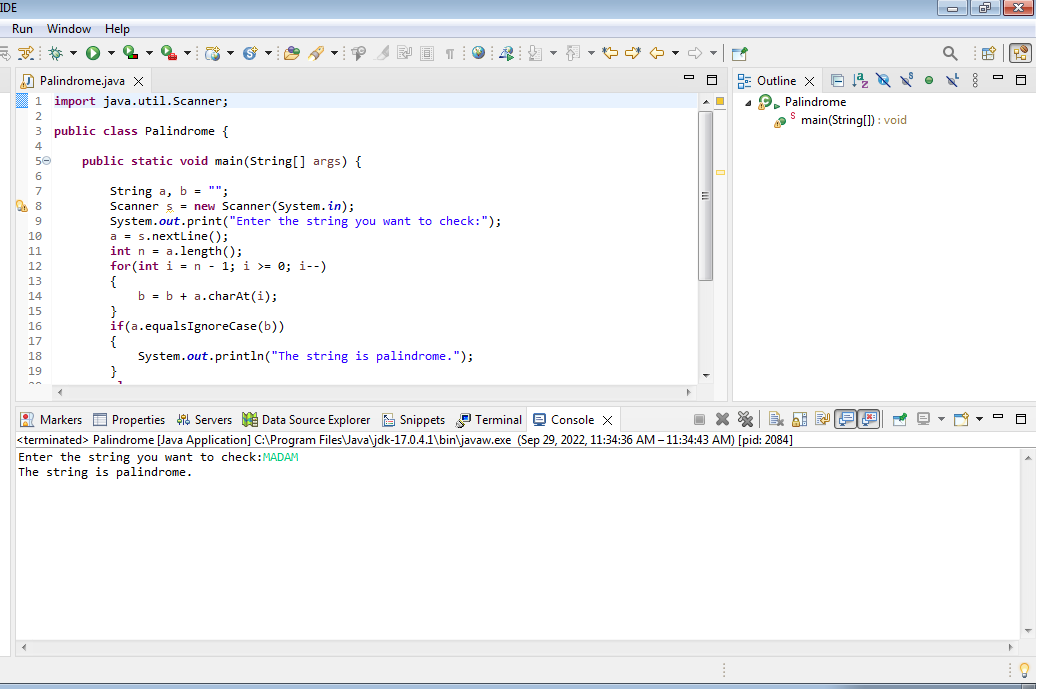 IDE
Run Window Help
Palindrome.java
Outline
1 import java.util.Scanner;
2
3 public class Palindrome {
4
5 public static void main(String[] args) {
6
7 String a, b = "";
8 Scanner s = new Scanner(System.in);
9 System.out.print("Enter the string you want to check:");
10 a = s.nextLine();
11 int n = a.length();
12 for(int i = n - 1; i >= 0; i--)
13 {
14 b = b + a.charAt(i);
15 }
16 if(a.equalsIgnoreCase(b))
17 {
18 System.out.println("The string is palindrome.");
19 }
Palindrome
main(String[]) : void
Markers Properties Servers Data Source Explorer Snippets Terminal Console
<terminated> Palindrome [Java Application] C:\Program Files\Java\jdk-17.0.4.1\bin\javaw.exe (Sep 29, 2022, 11:34:36 AM – 11:34:43 AM) [pid: 2084]
Enter the string you want to check:MADAM
The string is palindrome.